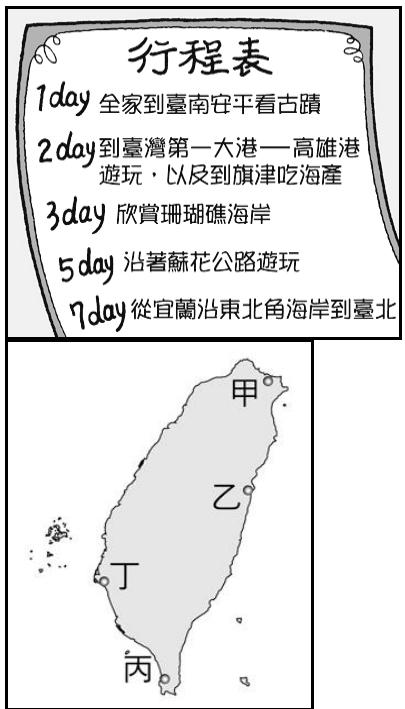 行程表
1day 全家到臺南安平看古蹟
2day 到臺灣第一大港──高雄港
遊玩，以及到旗津吃海產
3day 欣賞珊瑚礁海岸
5day 沿著蘇花公路遊玩
7day 從宜蘭沿東北角海岸到臺北
甲
乙
丁
丙